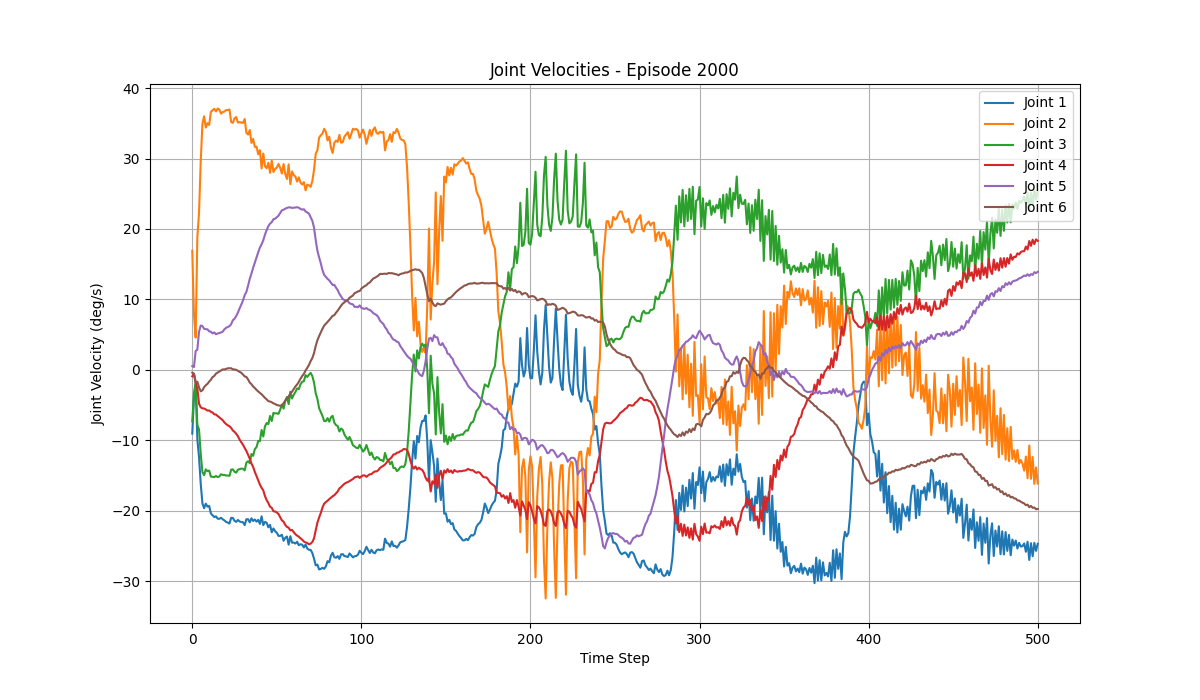 Joint Velocities - Episode 2000
Joint Velocity (deg/s)
40
30
20
10
0
−10
−20
−30
0
100
200
300
400
500
Time Step
Joint 1
Joint 2
Joint 3
Joint 4
Joint 5
Joint 6